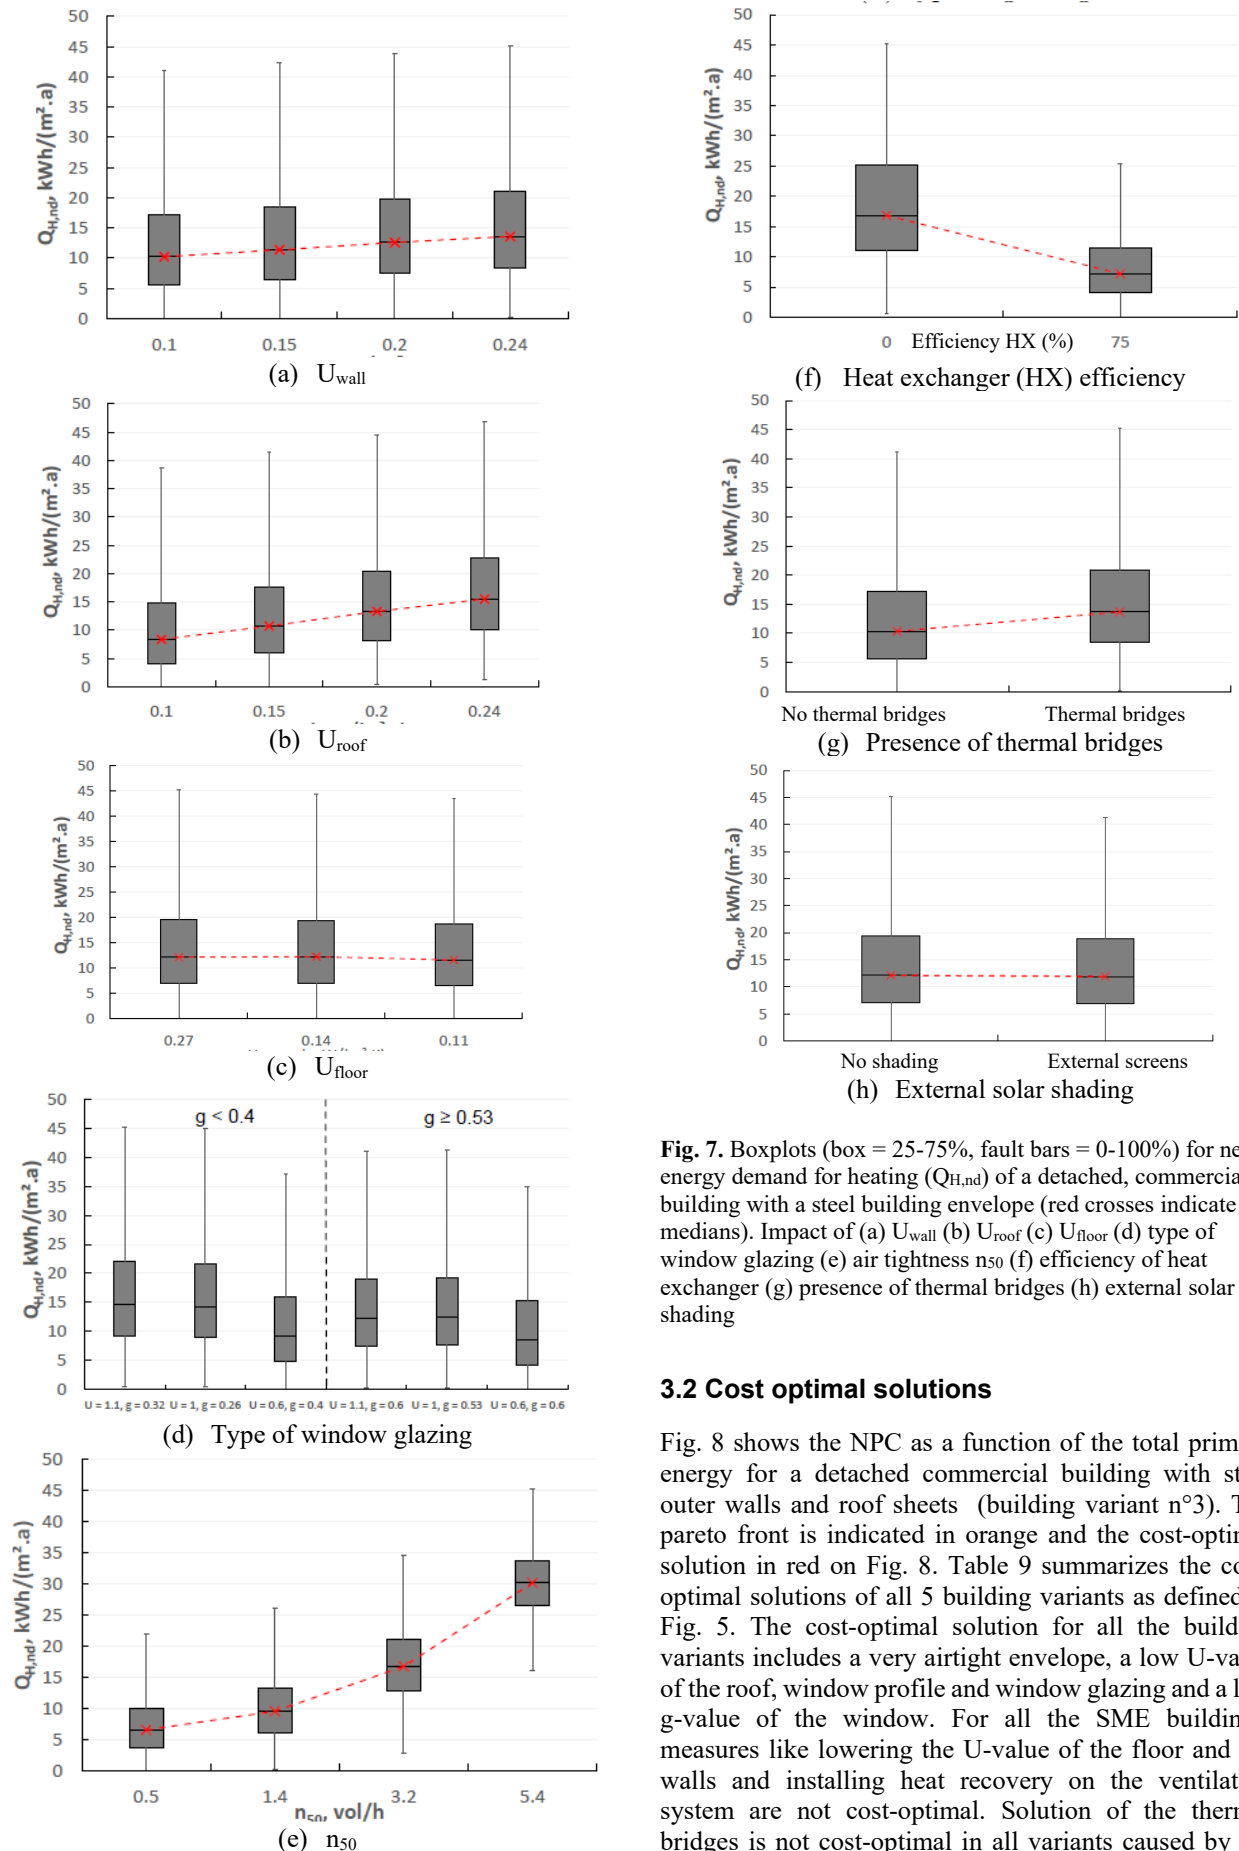 50
45
40
35
30
25
20
15
10
5
0
Q_H,nd, kWh/(m².a)
0.1 0.15 0.2 0.24
(a) U_wall
50
45
40
35
30
25
20
15
10
5
0
Q_H,nd, kWh/(m².a)
0.1 0.15 0.2 0.24
(b) U_roof
50
45
40
35
30
25
20
15
10
5
0
Q_H,nd, kWh/(m².a)
0.27 0.14 0.11
(c) U_floor
50
45
40
35
30
25
20
15
10
5
0
Q_H,nd, kWh/(m².a)
g < 0.4 g ≥ 0.53
U = 1.1, g = 0.32 U = 1, g = 0.26 U = 0.6, g = 0.4 U = 1.1, g = 0.6 U = 1, g = 0.53 U = 0.6, g = 0.6
(d) Type of window glazing
50
45
40
35
30
25
20
15
10
5
0
Q_H,nd, kWh/(m².a)
0.5 1.4 3.2 5.4
n50, vol/h
(e) n50
50
45
40
35
30
25
20
15
10
5
0
Q_H,nd, kWh/(m².a)
0 Efficiency HX (%) 75
(f) Heat exchanger (HX) efficiency
50
45
40
35
30
25
20
15
10
5
0
Q_H,nd, kWh/(m².a)
No thermal bridges Thermal bridges
(g) Presence of thermal bridges
50
45
40
35
30
25
20
15
10
5
0
Q_H,nd, kWh/(m².a)
No shading External screens
(h) External solar shading
Fig. 7. Boxplots (box = 25-75%, fault bars = 0-100%) for ne
energy demand for heating (Q_H,nd) of a detached, commercia
building with a steel building envelope (red crosses indicate
medians). Impact of (a) U_wall (b) U_roof (c) U_floor (d) type of
window glazing (e) air tightness n50 (f) efficiency of heat
exchanger (g) presence of thermal bridges (h) external solar
shading
3.2 Cost optimal solutions
Fig. 8 shows the NPC as a function of the total prim
energy for a detached commercial building with st
outer walls and roof sheets (building variant n°3). T
pareto front is indicated in orange and the cost-optim
solution in red on Fig. 8. Table 9 summarizes the co
optimal solutions of all 5 building variants as defined
Fig. 5. The cost-optimal solution for all the buildi
variants includes a very airtight envelope, a low U-va
of the roof, window profile and window glazing and a l
g-value of the window. For all the SME building
measures like lowering the U-value of the floor and
walls and installing heat recovery on the ventilat
system are not cost-optimal. Solution of the therm
bridges is not cost-optimal in all variants caused by